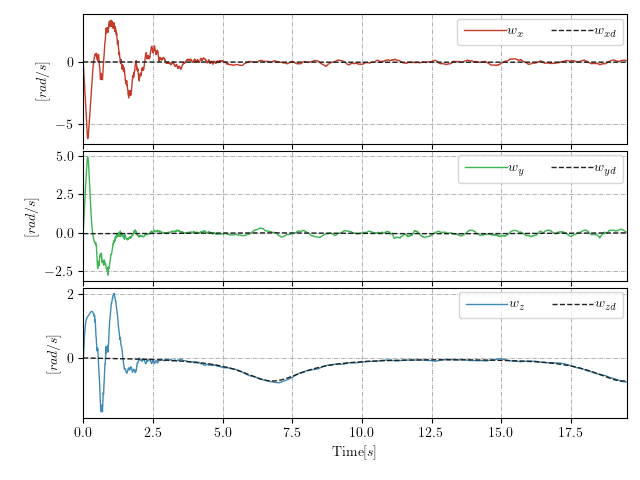 w_x w_xd
0
−5
[rad/s]
w_y w_yd
5.0
2.5
0.0
−2.5
[rad/s]
w_z w_zd
2
0
[rad/s]
0.0 2.5 5.0 7.5 10.0 12.5 15.0 17.5
Time[s]